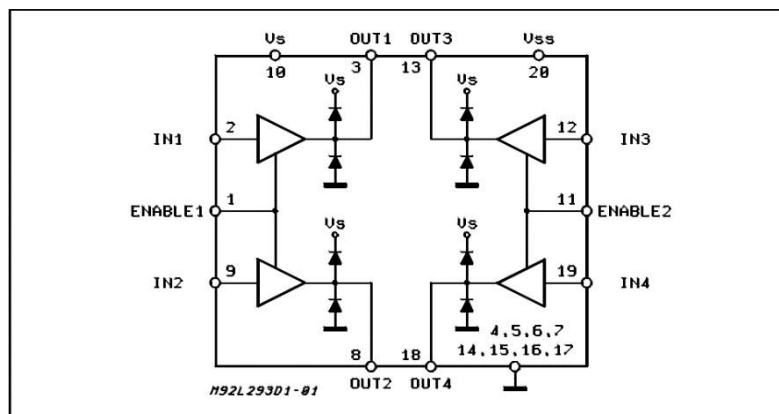 Vs OUT1 OUT3 Vss
10 3 13 20
Vs Vs
IN1 2 12 IN3
ENABLE1 1 11 ENABLE2
Vs Vs
IN2 9 19 IN4
4,5,6,7
8 18 14,15,16,17
M92L293D1-01 OUT2 OUT4